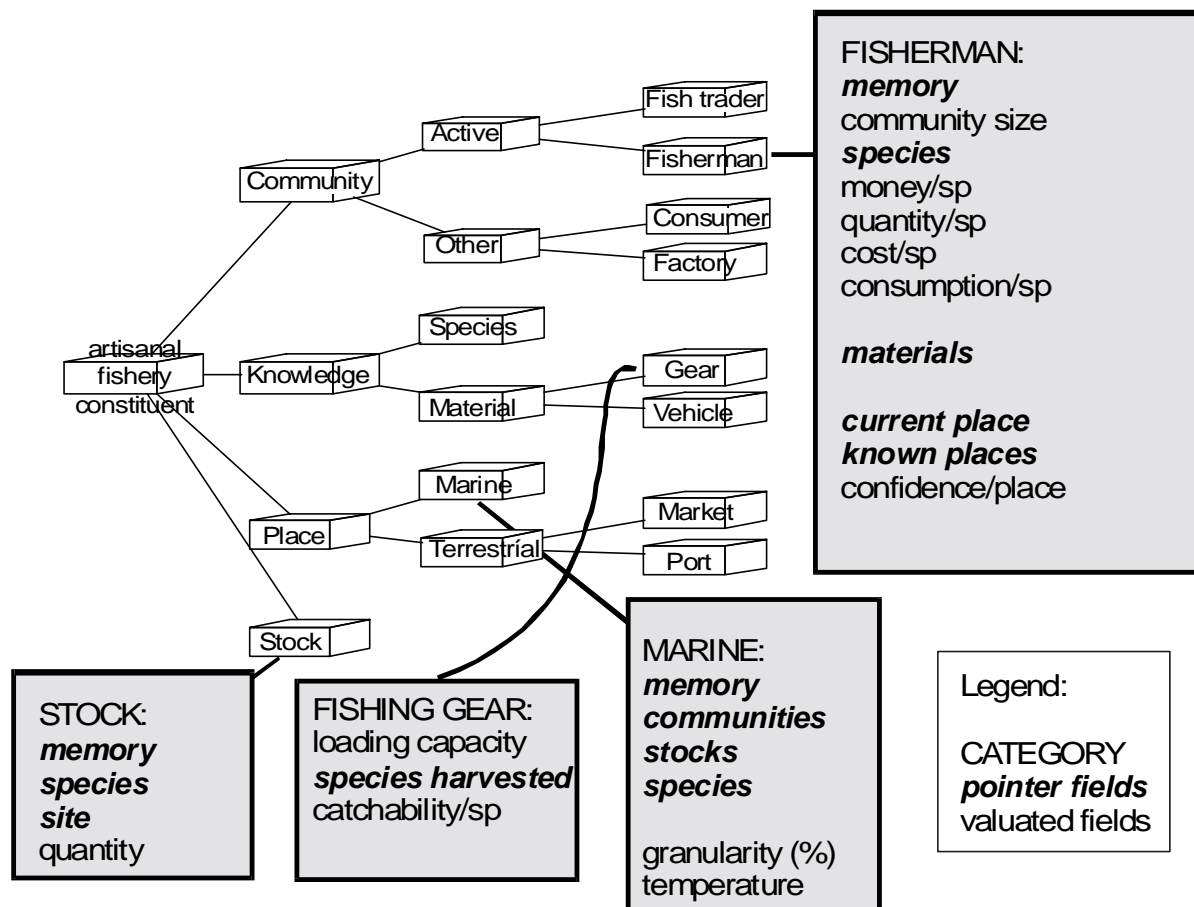 Fish trader
Active
Fisherman
Community
Consumer
Other
Factory
Species
artisanal
fishery
constituent
Knowledge
Gear
Material
Vehicle
Marine
Market
Place
Terrestríal
Port
Stock
FISHERMAN:
memory
community size
species
money/sp
quantity/sp
cost/sp
consumption/sp
materials
current place
known places
confidence/place
STOCK:
memory
species
site
quantity
FISHING GEAR:
loading capacity
species harvested
catchability/sp
MARINE:
memory
communities
stocks
species
granularity (%)
temperature
Legend:
CATEGORY
pointer fields
valuated fields